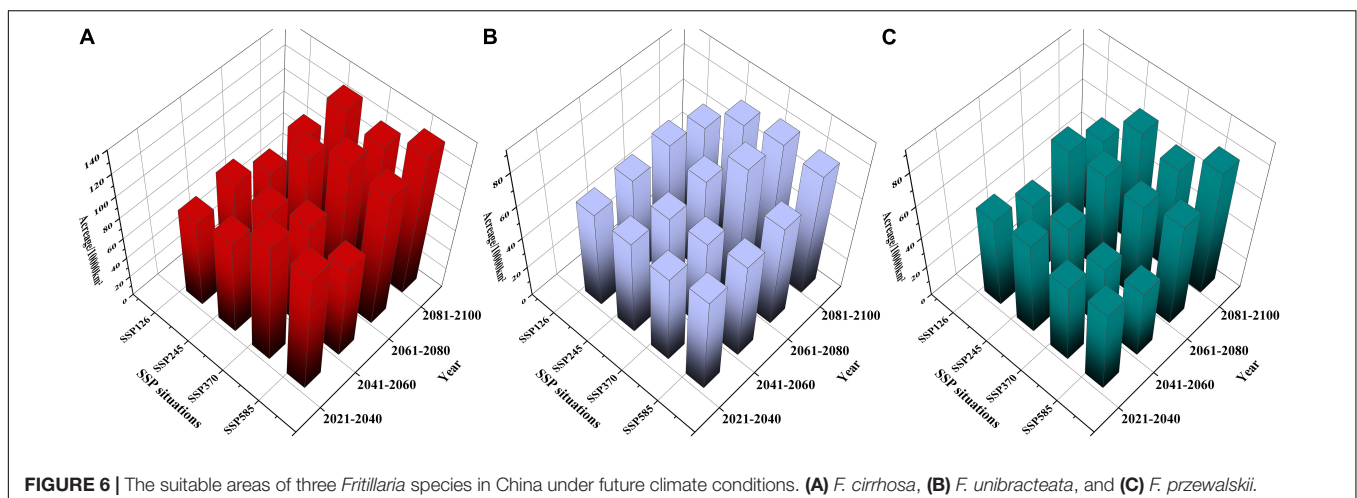 A
B
C
140
120
100
80
60
40
20
0
Acreage/10000km²
SSP126
SSP245
SSP370
SSP585
SSP situations
2021-2040
2041-2060
2061-2080
2081-2100
Year
80
60
40
20
0
Acreage/10000km²
SSP126
SSP245
SSP370
SSP585
SSP situations
2021-2040
2041-2060
2061-2080
2081-2100
Year
80
60
40
20
0
Acreage/10000km²
SSP126
SSP245
SSP370
SSP585
SSP situations
2021-2040
2041-2060
2061-2080
2081-2100
Year
FIGURE 6 | The suitable areas of three Fritillaria species in China under future climate conditions. (A) F. cirrhosa, (B) F. unibracteata, and (C) F. przewalskii.